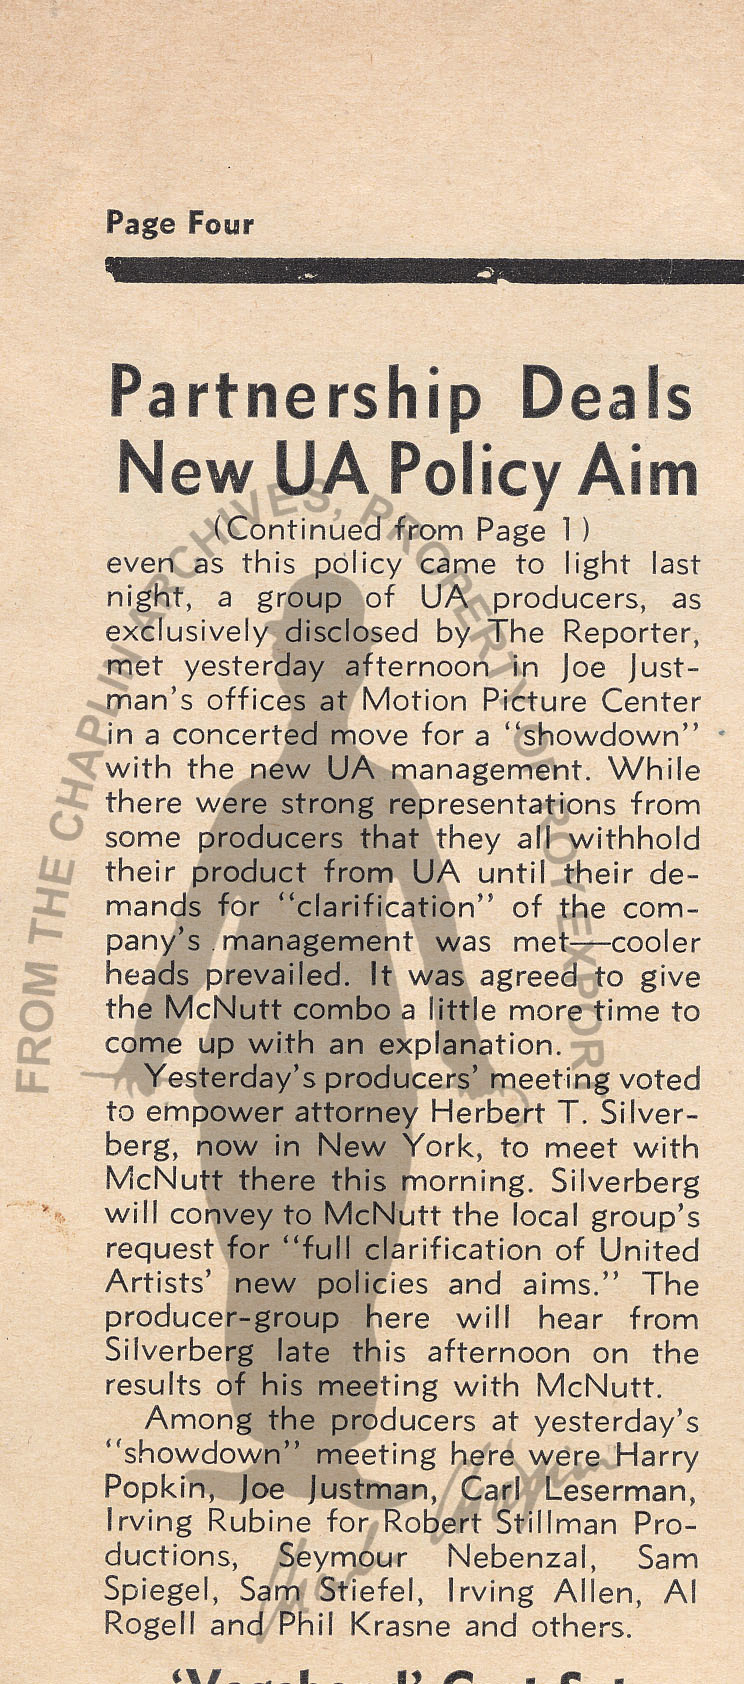 Page Four
Partnership Deals
New UA Policy Aim
(Continued from Page 1)
even as this policy came to light last
night, a group of UA producers, as
exclusively disclosed by The Reporter,
met yesterday afternoon in Joe Just-
man's offices at Motion Picture Center
in a concerted move for a "showdown"
with the new UA management. While
there were strong representations from
some producers that they all withhold
their product from UA until their de-
mands for "clarification" of the com-
pany's management was met—cooler
heads prevailed. It was agreed to give
the McNutt combo a little more time to
come up with an explanation.
Yesterday's producers' meeting voted
to empower attorney Herbert T. Silver-
berg, now in New York, to meet with
McNutt there this morning. Silverberg
will convey to McNutt the local group's
request for "full clarification of United
Artists' new policies and aims." The
producer-group here will hear from
Silverberg late this afternoon on the
results of his meeting with McNutt.
Among the producers at yesterday's
"showdown" meeting here were Harry
Popkin, Joe Justman, Carl Leserman,
Irving Rubine for Robert Stillman Pro-
ductions, Seymour Nebenzal, Sam
Spiegel, Sam Stiefel, Irving Allen, Al
Rogell and Phil Krasne and others.
FROM THE CHAPLIN ARCHIVES, PROPERTY OF ROY EXPORT